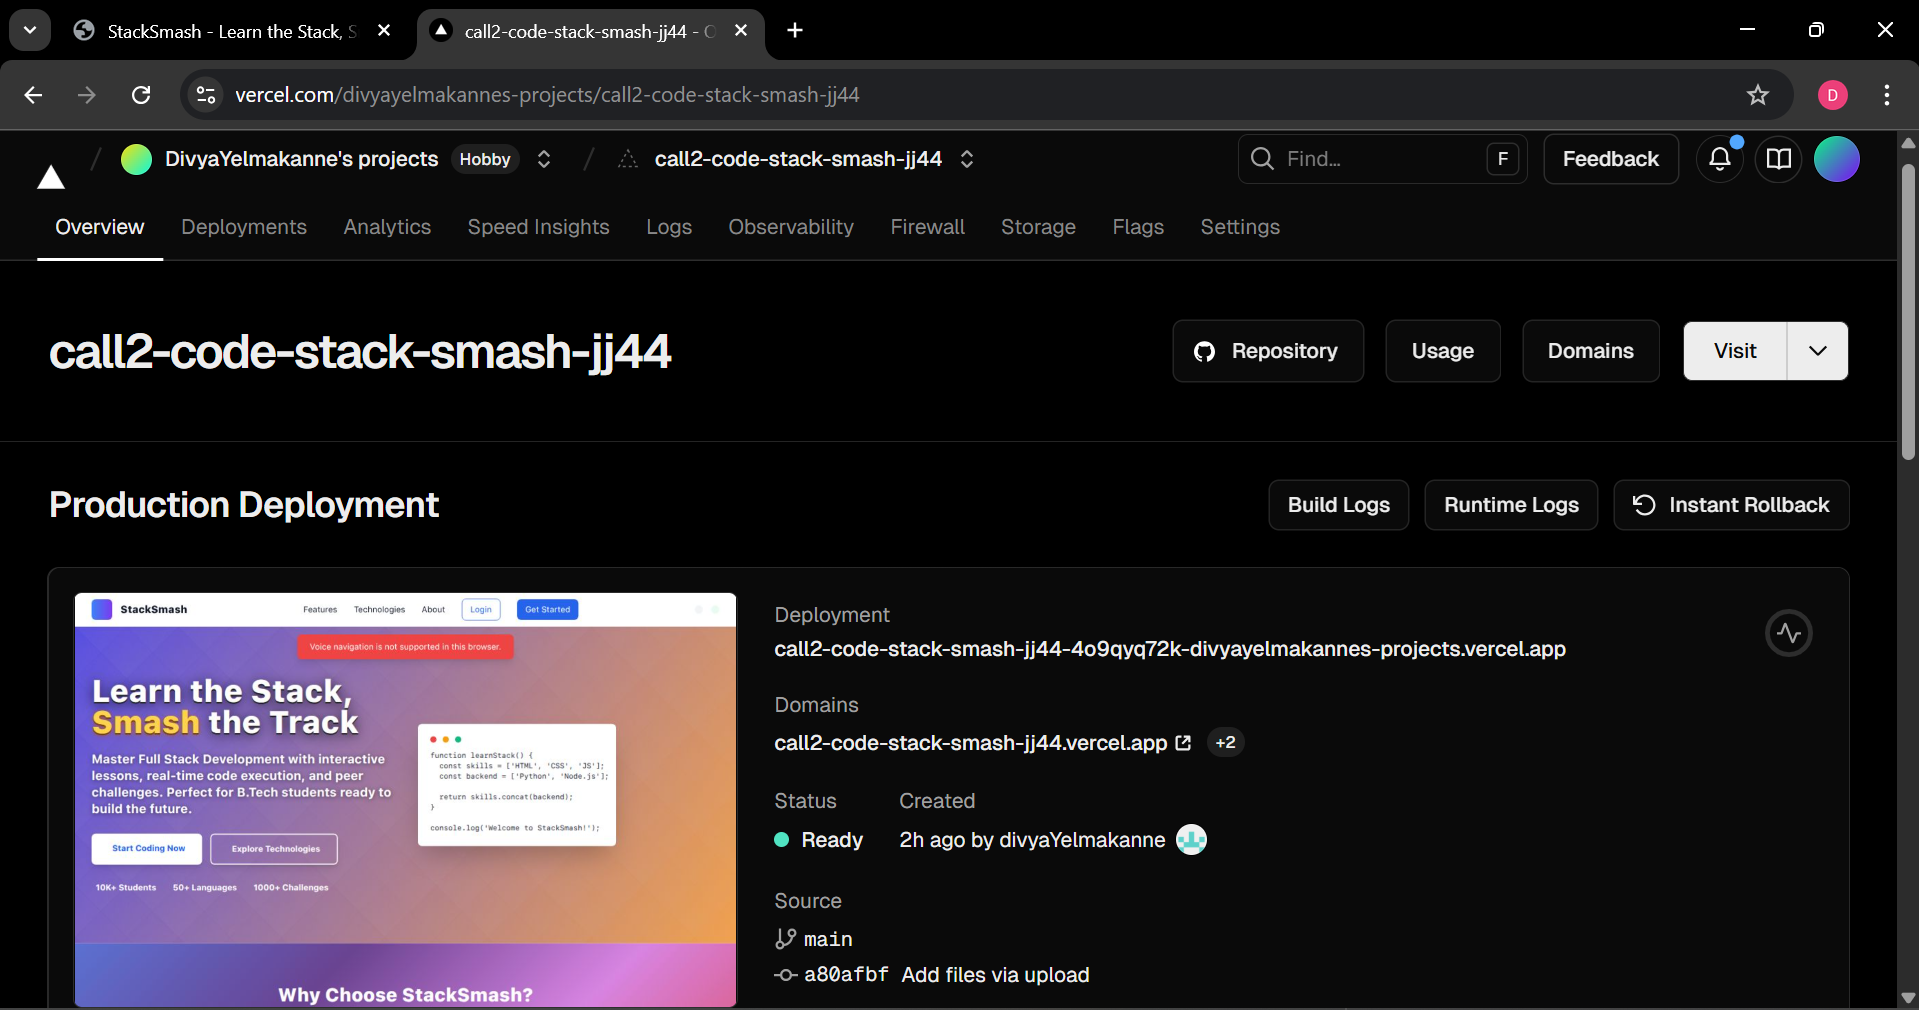 StackSmash - Learn the Stack, S
call2-code-stack-smash-jj44 - O
vercel.com/divyayelmakannes-projects/call2-code-stack-smash-jj44
D
DivyaYelmakanne's projects Hobby
call2-code-stack-smash-jj44
Find...
F
Feedback
Overview Deployments Analytics Speed Insights Logs Observability Firewall Storage Flags Settings
call2-code-stack-smash-jj44
Repository
Usage
Domains
Visit
Production Deployment
Build Logs
Runtime Logs
Instant Rollback
StackSmash
Features Technologies About Login Get Started
Voice navigation is not supported in this browser.
Learn the Stack,
Smash the Track
Master Full Stack Development with interactive
lessons, real-time code execution, and peer
challenges. Perfect for B.Tech students ready to
build the future.
Start Coding Now
Explore Technologies
10K+ Students 50+ Languages 1000+ Challenges
function learnStack() {
const skills = ['HTML', 'CSS', 'JS'];
const backend = ['Python', 'Node.js'];
return skills.concat(backend);
}
console.log('Welcome to StackSmash!');
Why Choose StackSmash?
Deployment
call2-code-stack-smash-jj44-4o9qyq72k-divyayelmakannes-projects.vercel.app
Domains
call2-code-stack-smash-jj44.vercel.app +2
Status Created
Ready 2h ago by divyaYelmakanne
Source
main
a80afbf Add files via upload